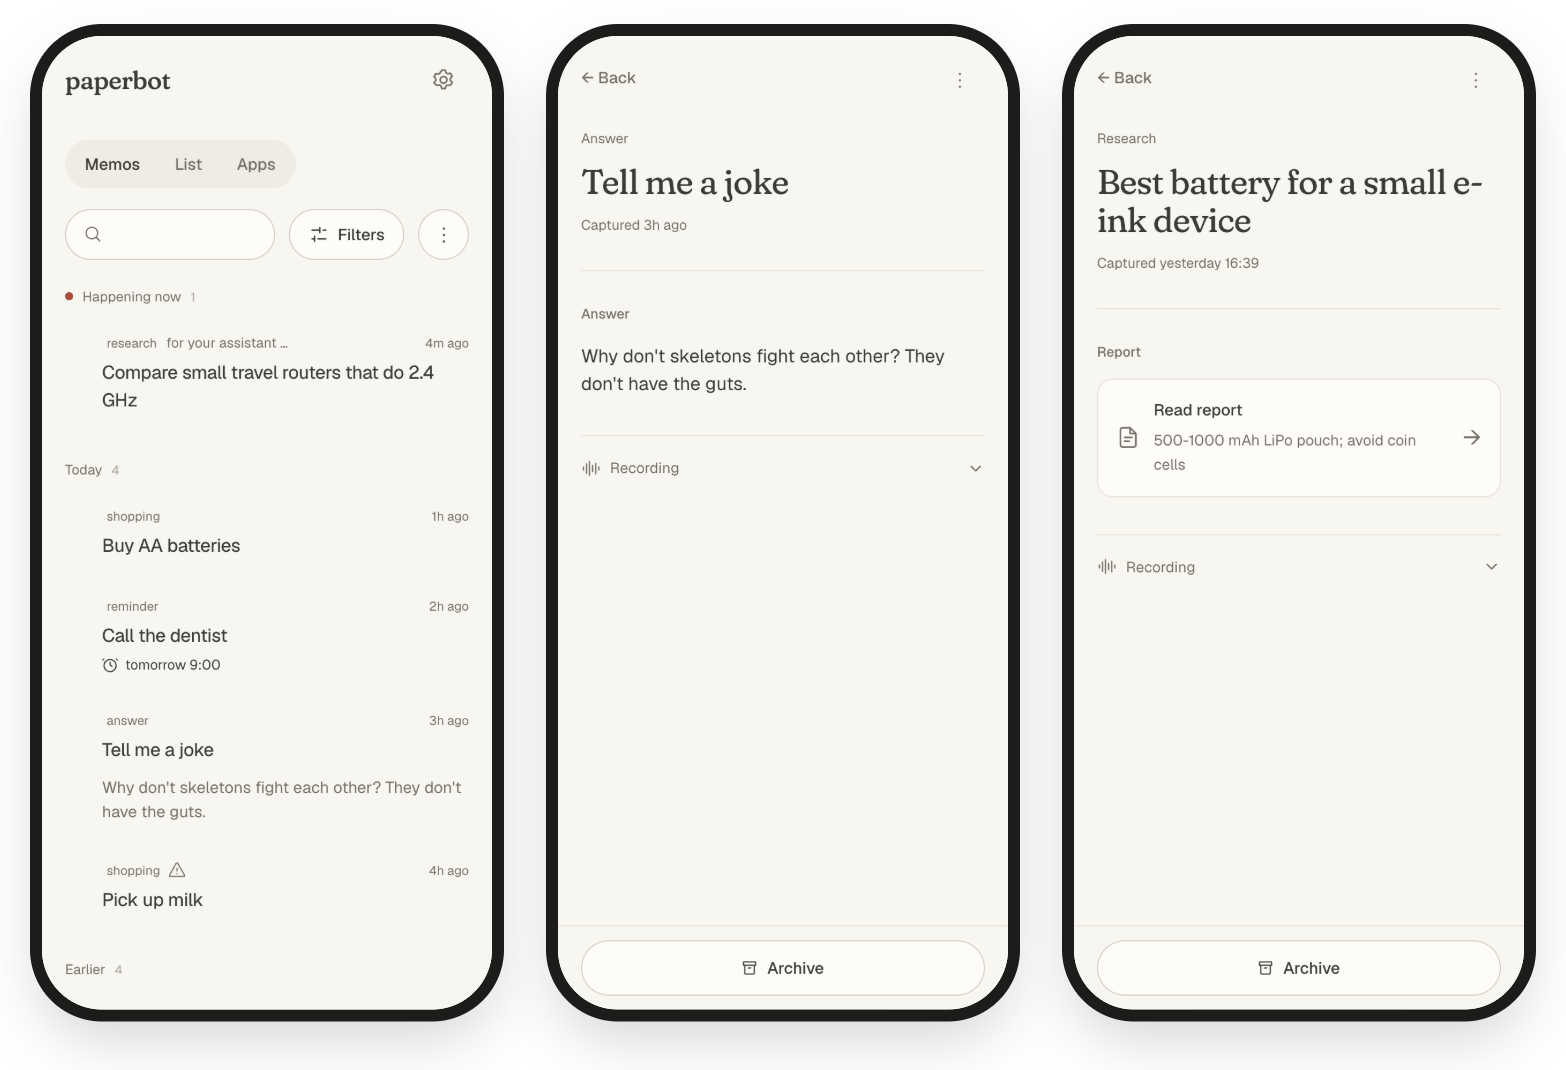 paperbot
Memos List Apps
Filters
Happening now 1
research for your assistant ... 4m ago
Compare small travel routers that do 2.4
GHz
Today 4
shopping 1h ago
Buy AA batteries
reminder 2h ago
Call the dentist
tomorrow 9:00
answer 3h ago
Tell me a joke
Why don't skeletons fight each other? They don't
have the guts.
shopping 4h ago
Pick up milk
Earlier 4
← Back
Answer
Tell me a joke
Captured 3h ago
Answer
Why don't skeletons fight each other? They
don't have the guts.
Recording
Archive
← Back
Research
Best battery for a small e-
ink device
Captured yesterday 16:39
Report
Read report
500-1000 mAh LiPo pouch; avoid coin
cells
Recording
Archive